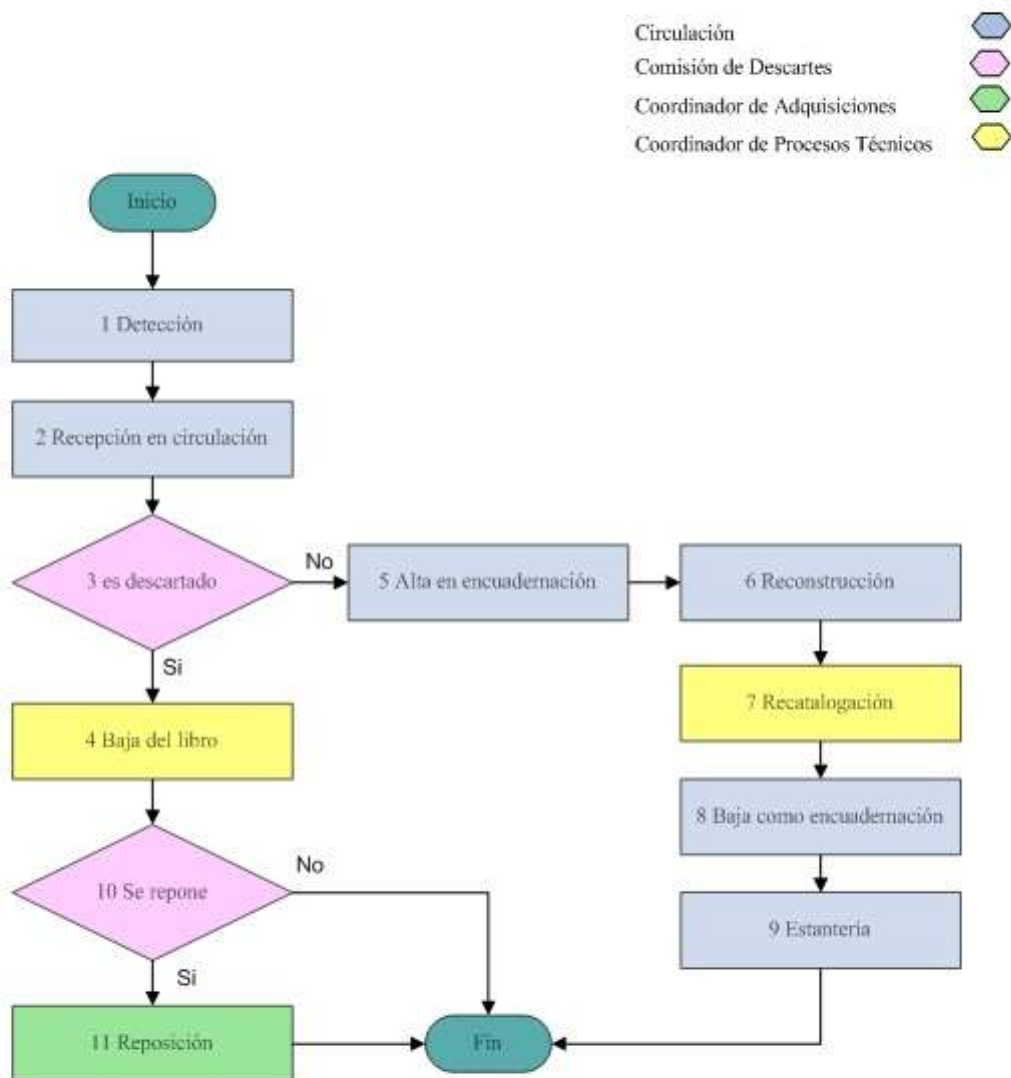 Circulación
Comisión de Descartes
Coordinador de Adquisiciones
Coordinador de Procesos Técnicos
Inicio
1 Detección
2 Recepción en circulación
3 es descartado
No
5 Alta en encuadernación
6 Reconstrucción
Si
7 Recatalogación
4 Baja del libro
8 Baja como encuadernación
10 Se repone
No
9 Estantería
Si
11 Reposición
Fin